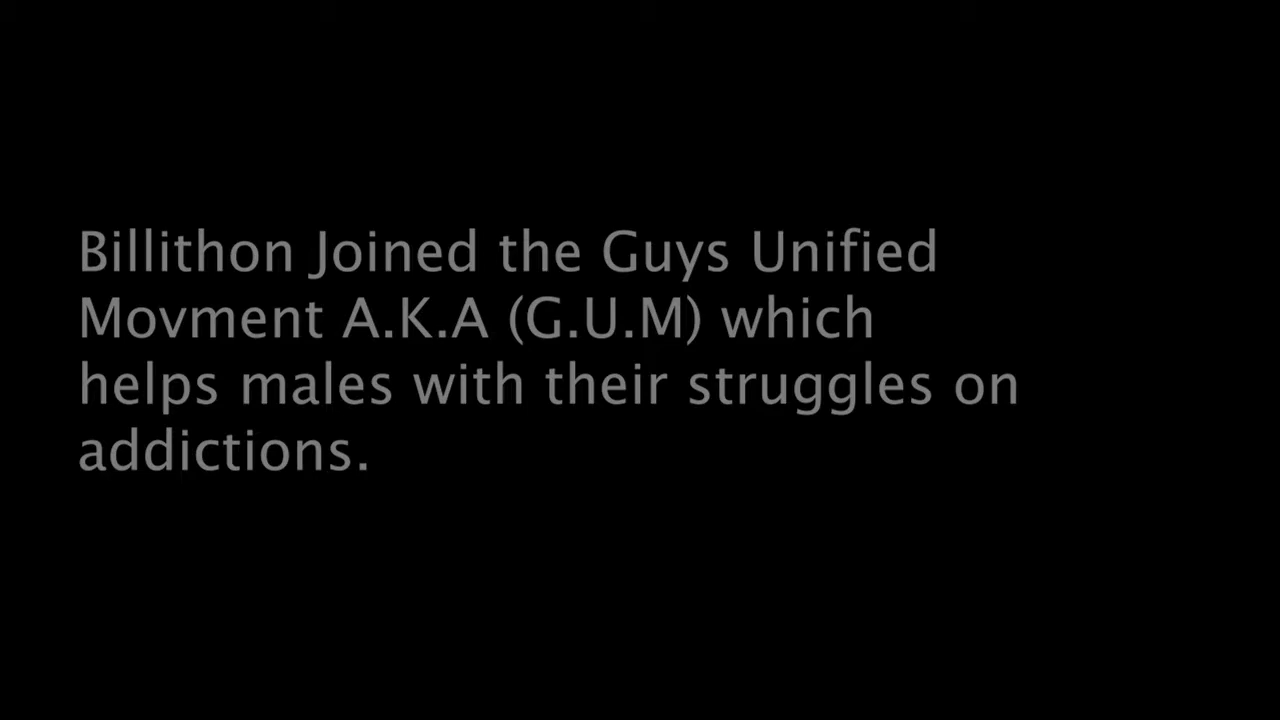 Billithon Joined the Guys Unified
Movment A.K.A (G.U.M) which
helps males with their struggles on
addictions.